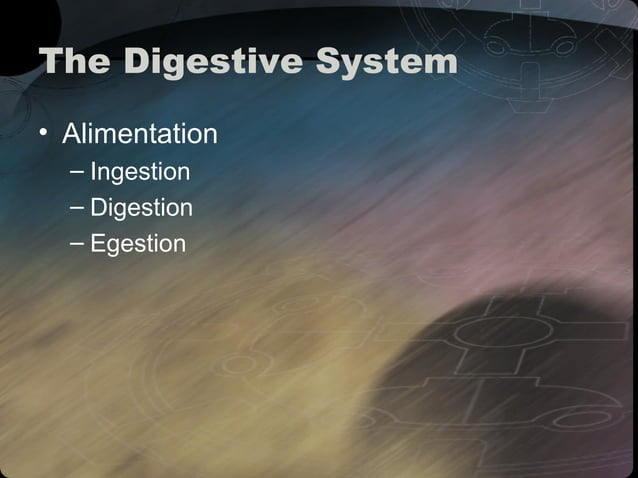 The Digestive System
• Alimentation
– Ingestion
– Digestion
– Egestion